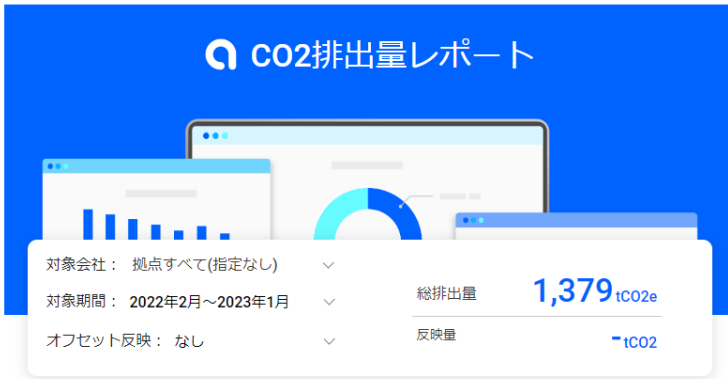 CO2排出量レポート
対象会社： 拠点すべて(指定なし)
対象期間： 2022年2月～2023年1月
オフセット反映： なし
総排出量 1,379 tCO2e
反映量 - tCO2